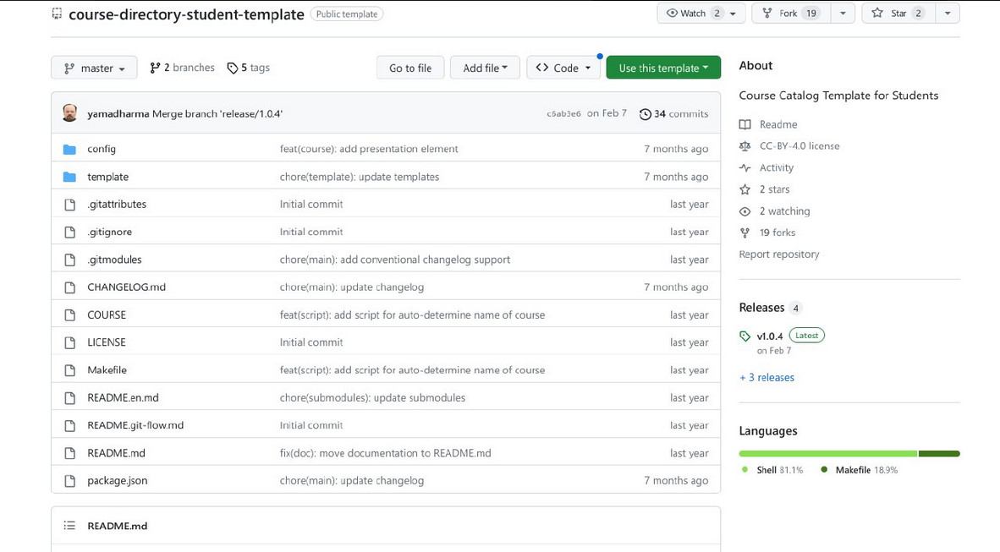 course-directory-student-template Public template Watch 2 Fork 19 Star 2
master 2 branches 5 tags Go to file Add file Code Use this template
yamadharma Merge branch 'release/1.0.4' c6ab3e6 on Feb 7 34 commits
config feat(course): add presentation element 7 months ago
template chore(template): update templates 7 months ago
.gitattributes Initial commit last year
.gitignore Initial commit last year
.gitmodules chore(main): add conventional changelog support last year
CHANGELOG.md chore(main): update changelog 7 months ago
COURSE feat(script): add script for auto-determine name of course last year
LICENSE Initial commit last year
Makefile feat(script): add script for auto-determine name of course last year
README.en.md chore(submodules): update submodules last year
README.git-flow.md Initial commit last year
README.md fix(doc): move documentation to README.md last year
package.json chore(main): update changelog 7 months ago
README.md
About
Course Catalog Template for Students
Readme
CC-BY-4.0 license
Activity
2 stars
2 watching
19 forks
Report repository
Releases 4
v1.0.4 Latest
on Feb 7
+ 3 releases
Languages
Shell 81.1% Makefile 18.9%